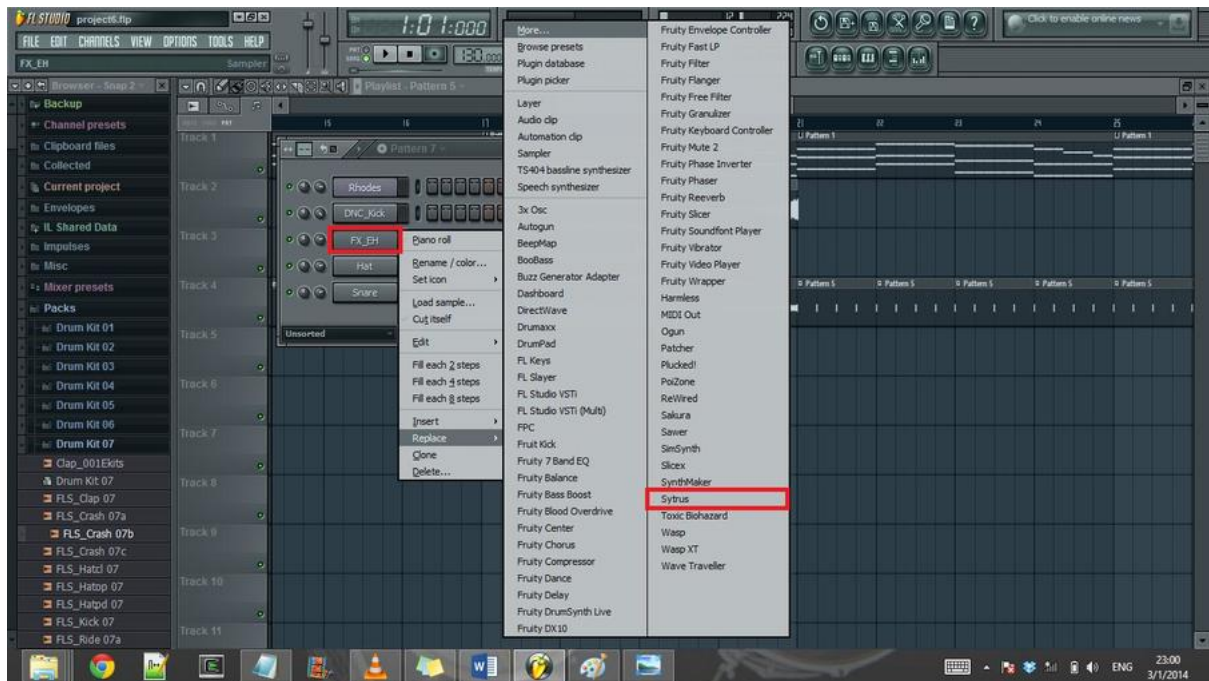 FL STUDIO project6.flp
FILE EDIT CHANNELS VIEW OPTIONS TOOLS HELP
FX_EH Sampler
1:01:000
130
Click to enable online news
Browser - Snap 2
Playlist - Pattern 5
Backup
Channel presets
Clipboard files
Collected
Current project
Envelopes
IL Shared Data
Impulses
Misc
Mixer presets
Packs
Drum Kit 01
Drum Kit 02
Drum Kit 03
Drum Kit 04
Drum Kit 05
Drum Kit 06
Drum Kit 07
Clap_001Ekits
Drum Kit 07
FLS_Clap 07
FLS_Crash 07a
FLS_Crash 07b
FLS_Crash 07c
FLS_Hatcl 07
FLS_Hatop 07
FLS_Hatpd 07
FLS_Kick 07
FLS_Ride 07a
15 16 17 21 22 23 24 25
Track 1
Track 2
Track 3
Track 4
Track 5
Track 6
Track 7
Track 8
Track 9
Track 10
Track 11
Pattern 1 Pattern 1
Pattern 5 Pattern 5 Pattern 5 Pattern 5 Pattern 5
Pattern 7
Rhodes
DNC_Kick
FX_EH
Hat
Snare
Unsorted
Piano roll
Rename / color...
Set icon
Load sample...
Cut itself
Edit
Fill each 2 steps
Fill each 4 steps
Fill each 8 steps
Insert
Replace
Clone
Delete...
More...
Browse presets
Plugin database
Plugin picker
Layer
Audio clip
Automation clip
Sampler
TS404 bassline synthesizer
Speech synthesizer
3x Osc
Autogun
BeepMap
BooBass
Buzz Generator Adapter
Dashboard
DirectWave
Drumaxx
DrumPad
FL Keys
FL Slayer
FL Studio VSTi
FL Studio VSTi (Multi)
FPC
Fruit Kick
Fruity 7 Band EQ
Fruity Balance
Fruity Bass Boost
Fruity Blood Overdrive
Fruity Center
Fruity Chorus
Fruity Compressor
Fruity Dance
Fruity Delay
Fruity DrumSynth Live
Fruity DX10
Fruity Envelope Controller
Fruity Fast LP
Fruity Filter
Fruity Flanger
Fruity Free Filter
Fruity Granulizer
Fruity Keyboard Controller
Fruity Mute 2
Fruity Phase Inverter
Fruity Phaser
Fruity Reeverb
Fruity Slicer
Fruity Soundfont Player
Fruity Vibrator
Fruity Video Player
Fruity Wrapper
Harmless
MIDI Out
Ogun
Patcher
Plucked!
PoiZone
ReWired
Sakura
Sawer
SimSynth
Slicex
SynthMaker
Sytrus
Toxic Biohazard
Wasp
Wasp XT
Wave Traveller
ENG
23:00
3/1/2014